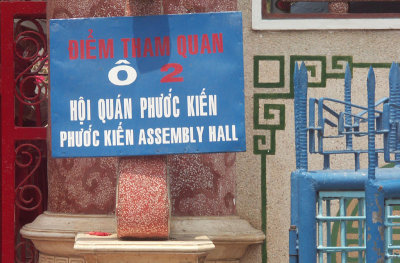 ĐIỂM THAM QUAN
Ô 2
HỘI QUÁN PHƯỚC KIẾN
PHƯỚC KIẾN ASSEMBLY HALL